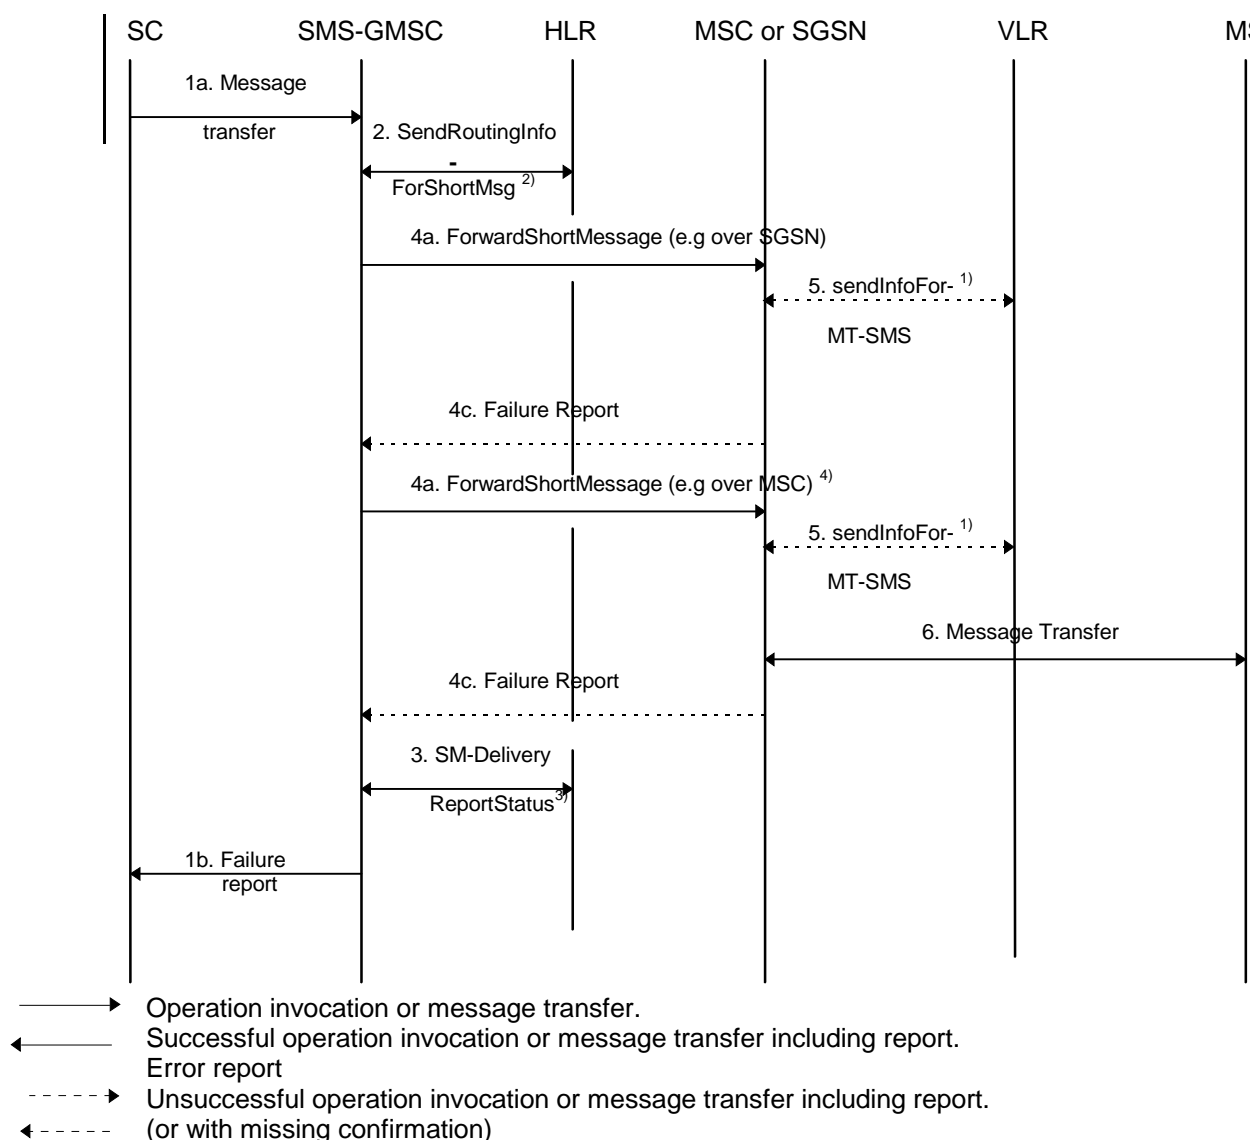 SC SMS-GMSC HLR MSC or SGSN VLR MS
1a. Message
transfer
2. SendRoutingInfo
-
ForShortMsg 2)
4a. ForwardShortMessage (e.g over SGSN)
5. sendInfoFor- 1)
MT-SMS
4c. Failure Report
4a. ForwardShortMessage (e.g over MSC) 4)
5. sendInfoFor- 1)
MT-SMS
6. Message Transfer
4c. Failure Report
3. SM-Delivery
ReportStatus3)
1b. Failure
report
Operation invocation or message transfer.
Successful operation invocation or message transfer including report.
Error report
Unsuccessful operation invocation or message transfer including report.
(or with missing confirmation)